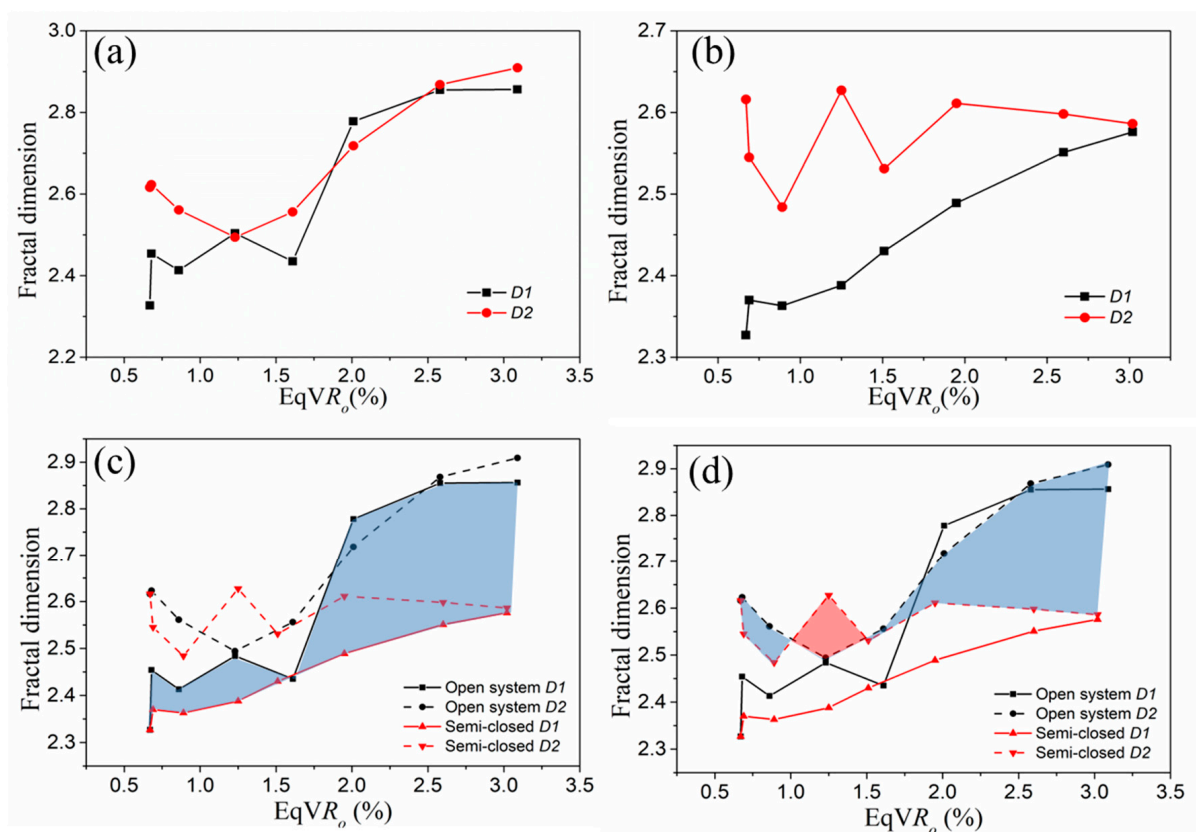 (a)
3.0
2.8
2.6
2.4
2.2
Fractal dimension
D1
D2
0.5 1.0 1.5 2.0 2.5 3.0 3.5
EqVRo(%)
(b)
2.7
2.6
2.5
2.4
2.3
Fractal dimension
D1
D2
0.5 1.0 1.5 2.0 2.5 3.0
EqVRo(%)
(c)
2.9
2.8
2.7
2.6
2.5
2.4
2.3
Fractal dimension
Open system D1
Open system D2
Semi-closed D1
Semi-closed D2
0.5 1.0 1.5 2.0 2.5 3.0 3.5
EqVRo (%)
(d)
2.9
2.8
2.7
2.6
2.5
2.4
2.3
Fractal dimension
Open system D1
Open system D2
Semi-closed D1
Semi-closed D2
0.5 1.0 1.5 2.0 2.5 3.0 3.5
EqVRo (%)